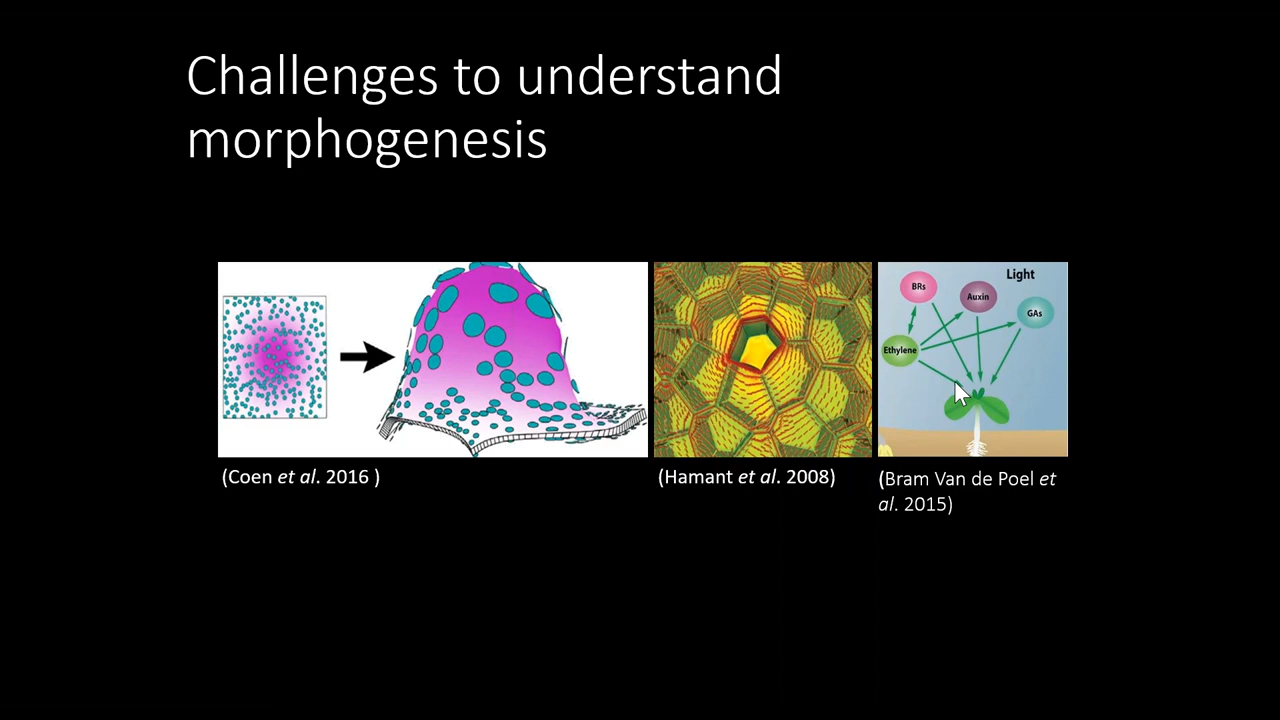 Challenges to understand
morphogenesis
Light
BRs
Auxin
GAs
Ethylene
(Coen et al. 2016 )
(Hamant et al. 2008)
(Bram Van de Poel et
al. 2015)